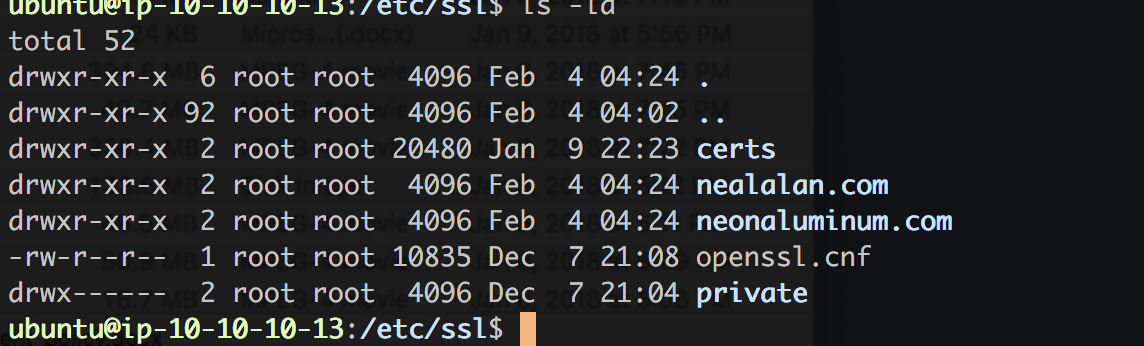 ubuntu@ip-10-10-10-13:/etc/ssl$ ls -la
total 52
drwxr-xr-x  6 root root  4096 Feb  4 04:24 .
drwxr-xr-x 92 root root  4096 Feb  4 04:02 ..
drwxr-xr-x  2 root root 20480 Jan  9 22:23 certs
drwxr-xr-x  2 root root  4096 Feb  4 04:24 nealalan.com
drwxr-xr-x  2 root root  4096 Feb  4 04:24 neonaluminum.com
-rw-r--r--  1 root root 10835 Dec  7 21:08 openssl.cnf
drwx------  2 root root  4096 Dec  7 21:04 private
ubuntu@ip-10-10-10-13:/etc/ssl$